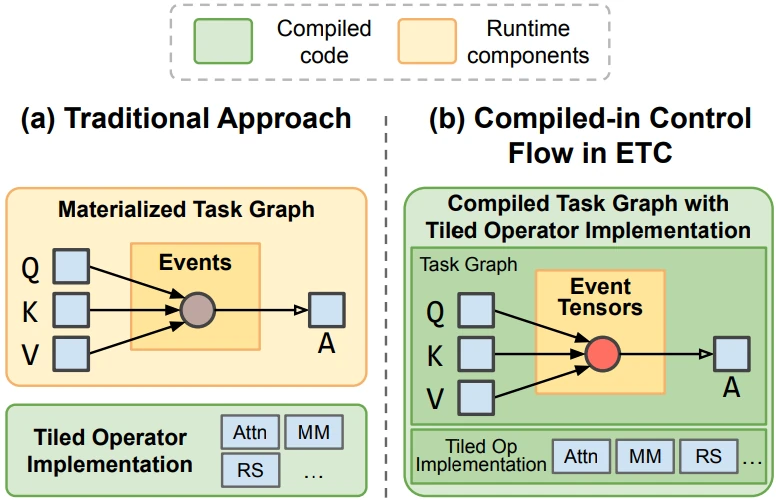 Compiled
code
Runtime
components
(a) Traditional Approach
Materialized Task Graph
Events
Q
K
V
A
Tiled Operator
Implementation
Attn
MM
RS
...
(b) Compiled-in Control
Flow in ETC
Compiled Task Graph with
Tiled Operator Implementation
Task Graph
Event
Tensors
Q
K
V
A
Tiled Op
Implementation
Attn
MM
RS
...